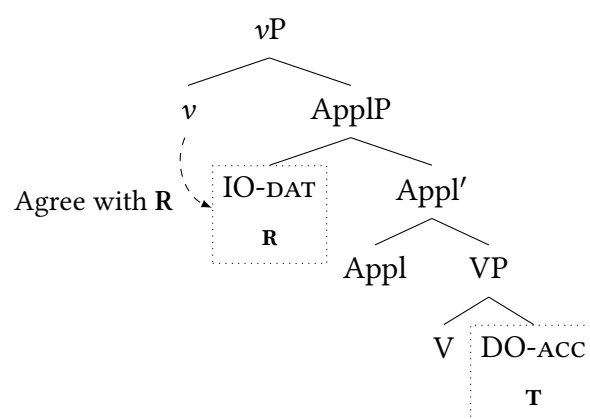 vP
v ApplP
IO-DAT Appl′
Agree with R
R
Appl VP
V DO-ACC
T